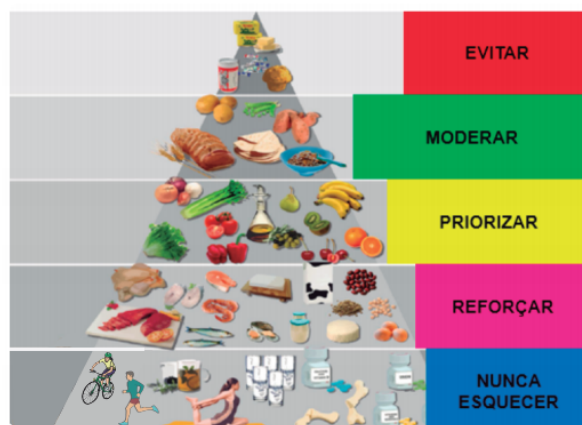 EVITAR
MODERAR
PRIORIZAR
REFORÇAR
NUNCA
ESQUECER